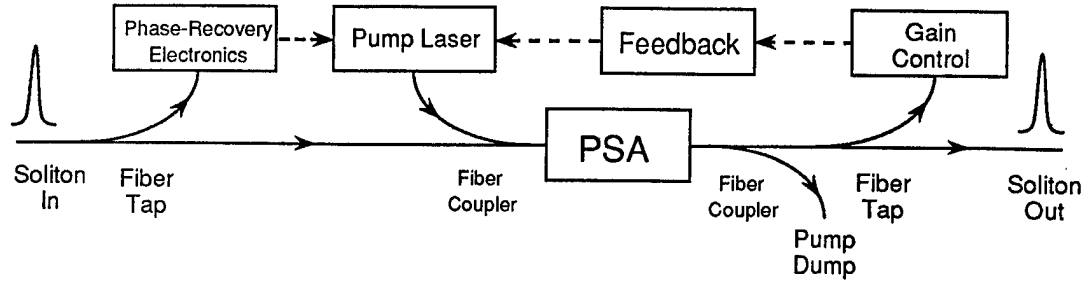 Phase-Recovery
Electronics
Pump Laser
Feedback
Gain
Control
PSA
Soliton
In
Fiber
Tap
Fiber
Coupler
Fiber
Coupler
Fiber
Tap
Soliton
Out
Pump
Dump